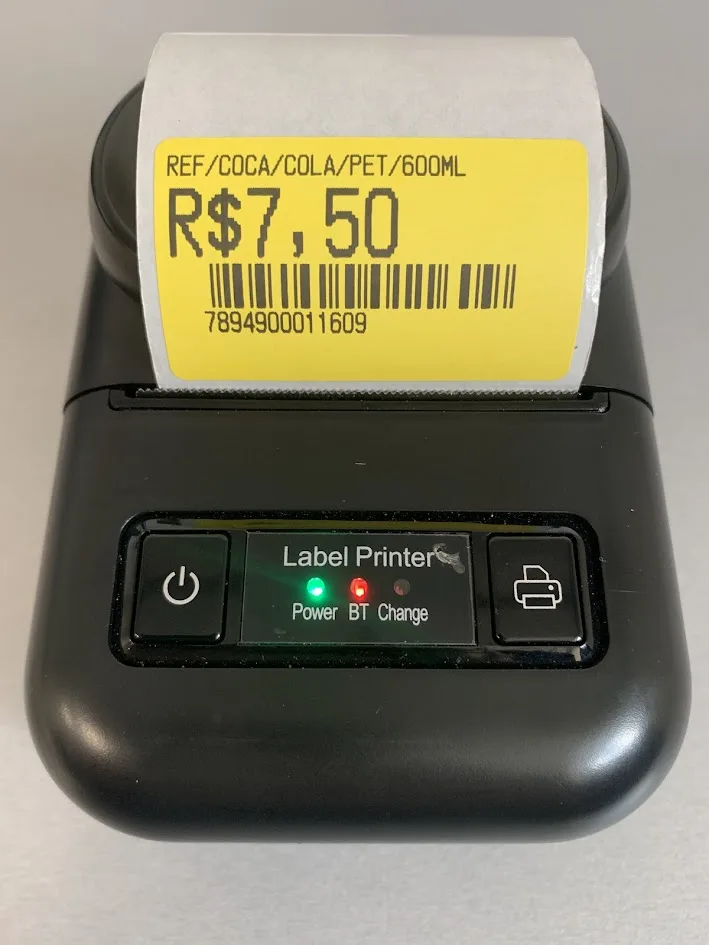 REF/COCA/COLA/PET/600ML
R$7,50
7894900011609
Label Printer
Power BT Change